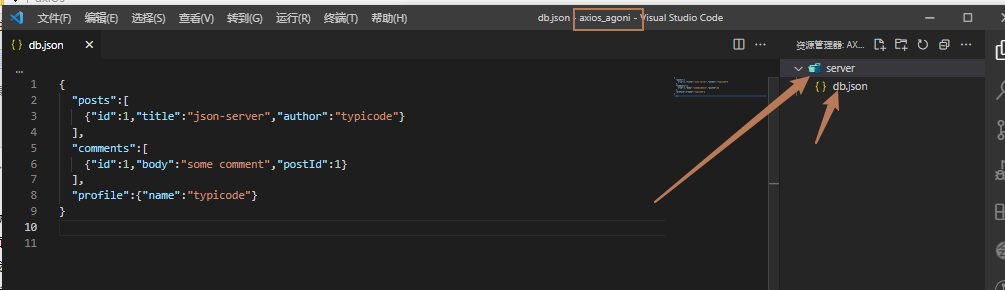 文件(F) 编辑(E) 选择(S) 查看(V) 转到(G) 运行(R) 终端(T) 帮助(H) db.json - axios_agoni - Visual Studio Code
{ } db.json × 资源管理器: AX...
...
1 {
2 "posts":[
3 {"id":1,"title":"json-server","author":"typicode"}
4 ],
5 "comments":[
6 {"id":1,"body":"some comment","postId":1}
7 ],
8 "profile":{"name":"typicode"}
9 }
10
11
server
{ } db.json